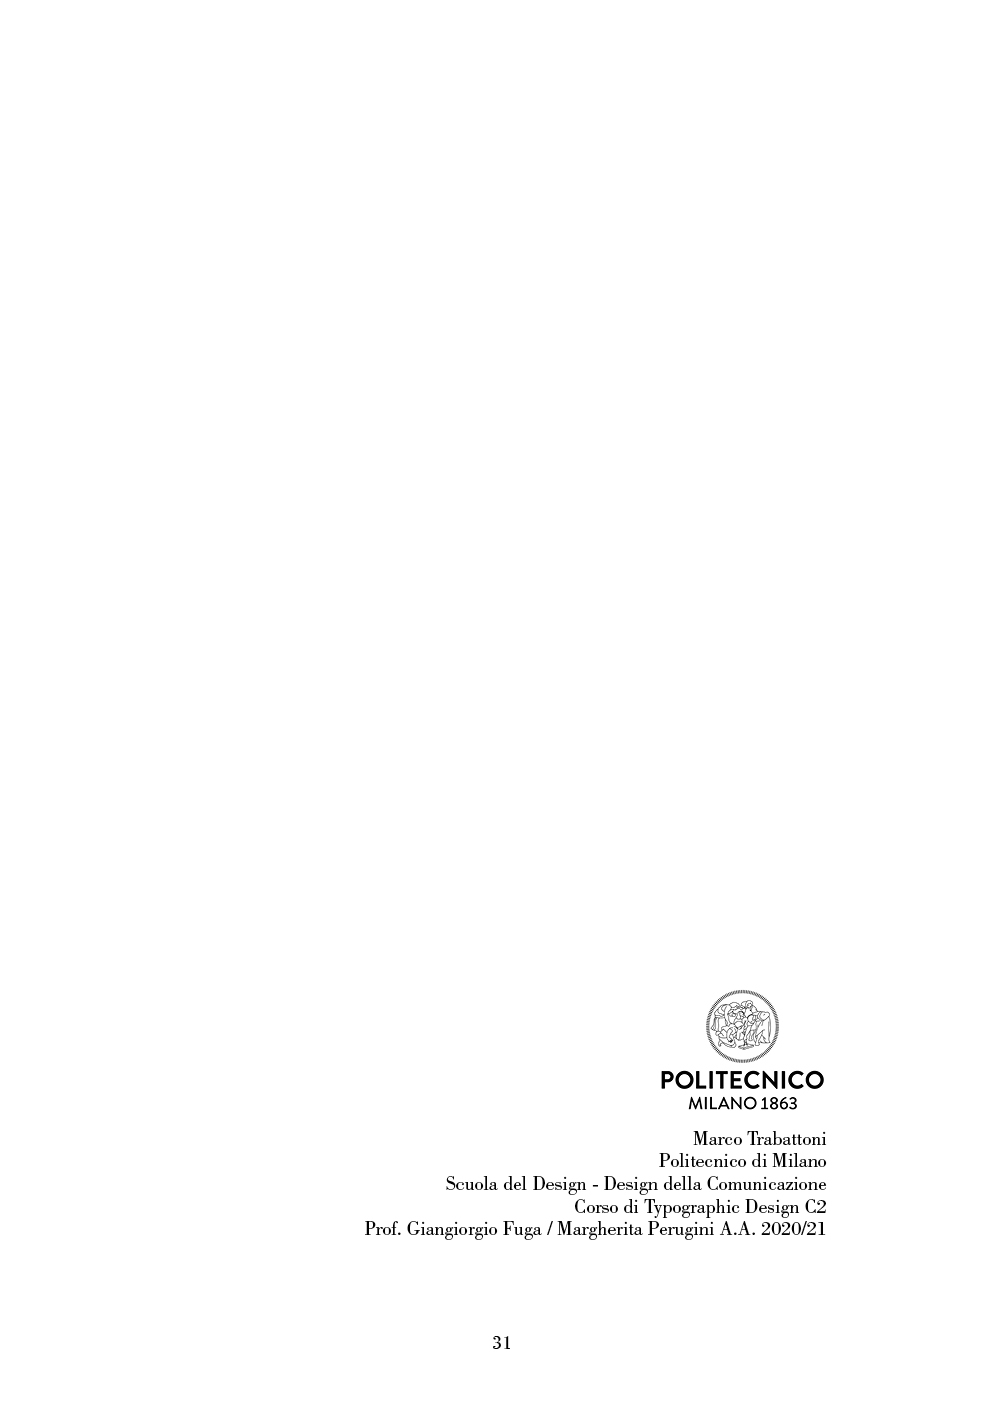 POLITECNICO
MILANO 1863
Marco Trabattoni
Politecnico di Milano
Scuola del Design - Design della Comunicazione
Corso di Typographic Design C2
Prof. Giangiorgio Fuga / Margherita Perugini A.A. 2020/21
31